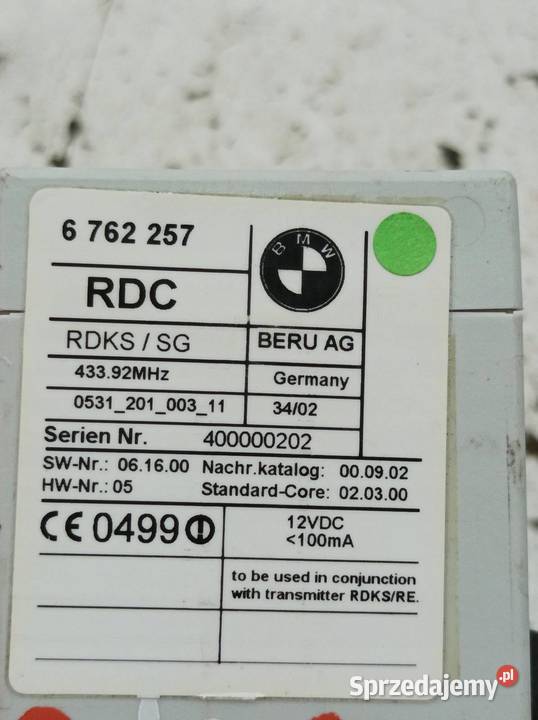 6 762 257
BMW
RDC
RDKS / SG
BERU AG
433.92MHz
Germany
0531_201_003_11
34/02
Serien Nr. 400000202
SW-Nr.: 06.16.00 Nachr.katalog: 00.09.02
HW-Nr.: 05 Standard-Core: 02.03.00
CE 0499
12VDC
<100mA
to be used in conjunction
with transmitter RDKS/RE.
Sprzedajemy.pl